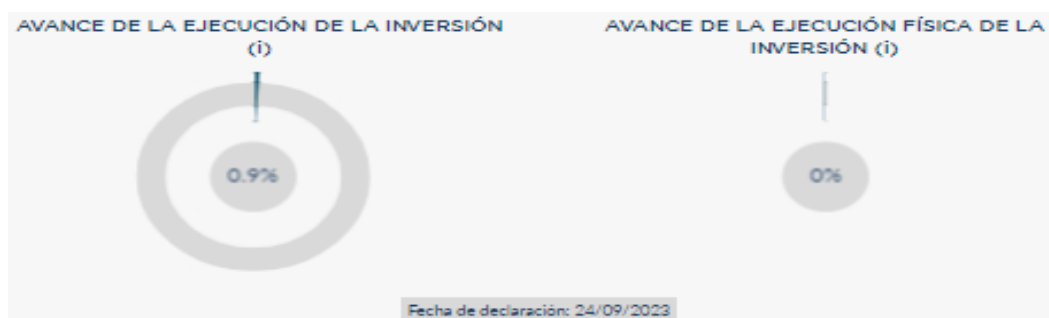 AVANCE DE LA EJECUCIÓN DE LA INVERSIÓN
(i)
0.9%
AVANCE DE LA EJECUCIÓN FÍSICA DE LA
INVERSIÓN (i)
0%
Fecha de declaración: 24/09/2023